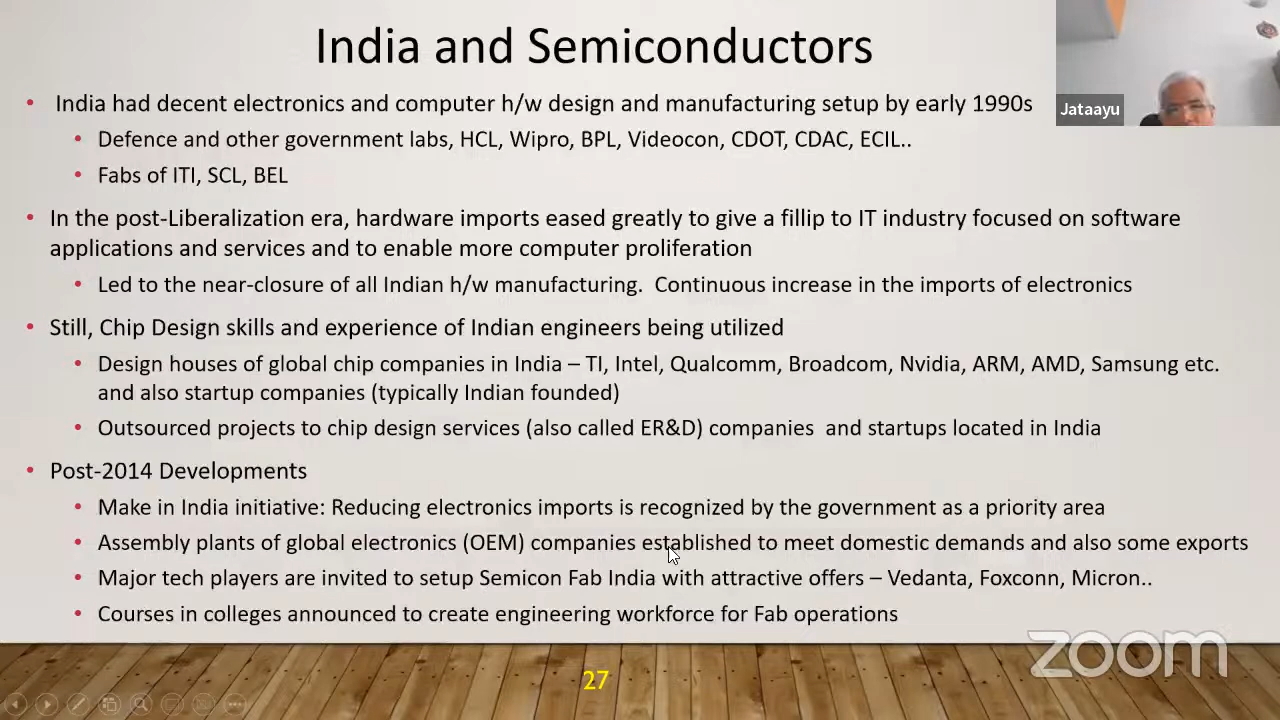 India and Semiconductors
Jataayu
• India had decent electronics and computer h/w design and manufacturing setup by early 1990s
• Defence and other government labs, HCL, Wipro, BPL, Videocon, CDOT, CDAC, ECIL..
• Fabs of ITI, SCL, BEL
• In the post-Liberalization era, hardware imports eased greatly to give a fillip to IT industry focused on software
applications and services and to enable more computer proliferation
• Led to the near-closure of all Indian h/w manufacturing.  Continuous increase in the imports of electronics
• Still, Chip Design skills and experience of Indian engineers being utilized
• Design houses of global chip companies in India – TI, Intel, Qualcomm, Broadcom, Nvidia, ARM, AMD, Samsung etc.
and also startup companies (typically Indian founded)
• Outsourced projects to chip design services (also called ER&D) companies  and startups located in India
• Post-2014 Developments
• Make in India initiative: Reducing electronics imports is recognized by the government as a priority area
• Assembly plants of global electronics (OEM) companies established to meet domestic demands and also some exports
• Major tech players are invited to setup Semicon Fab India with attractive offers – Vedanta, Foxconn, Micron..
• Courses in colleges announced to create engineering workforce for Fab operations
zoom
27